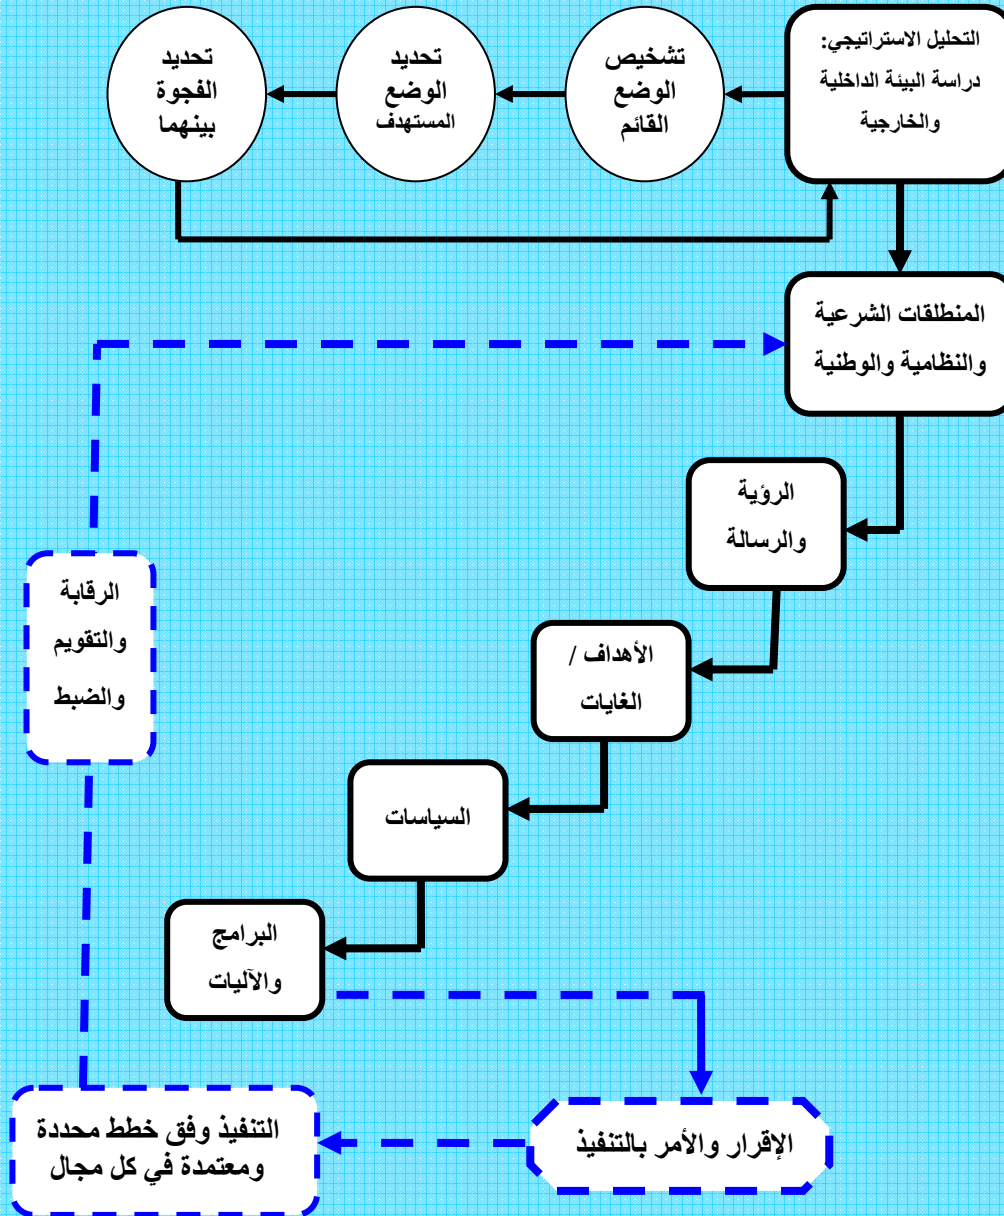 التحليل الاستراتيجي:
دراسة البيئة الداخلية
والخارجية
تشخيص
الوضع
القائم
تحديد
الوضع
المستهدف
تحديد
الفجوة
بينهما
المنطلقات الشرعية
والنظامية والوطنية
الرؤية
والرسالة
الأهداف /
الغايات
السياسات
البرامج
والآليات
الإقرار والأمر بالتنفيذ
التنفيذ وفق خطط محددة
ومعتمدة في كل مجال
الرقابة
والتقويم
والضبط